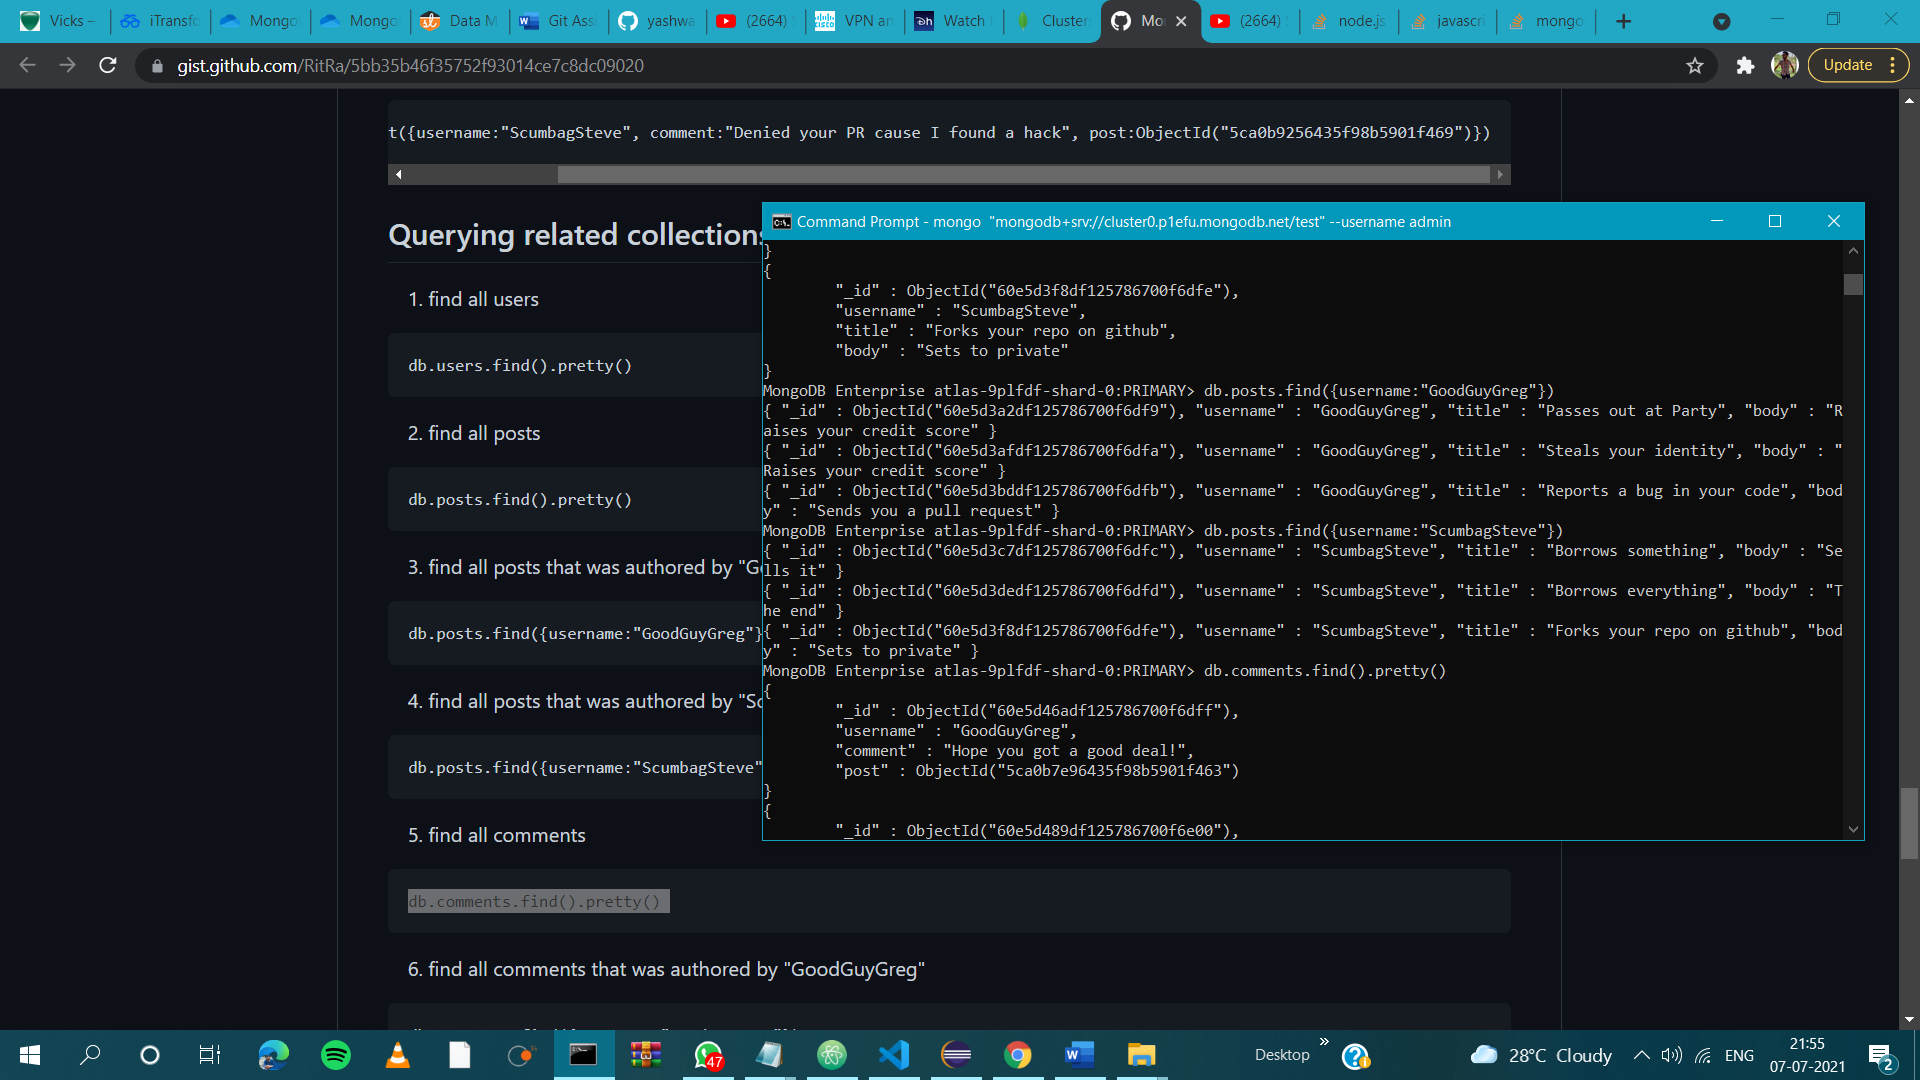 Vicks –
iTransfo
Mongo
Mongo
Data M
Git Assi
yashwa
(2664)
VPN an
Watch
Cluster
Mo
(2664)
node.js
javascri
mongo
gist.github.com/RitRa/5bb35b46f35752f93014ce7c8dc09020
Update
t({username:"ScumbagSteve", comment:"Denied your PR cause I found a hack", post:ObjectId("5ca0b9256435f98b5901f469")})
Querying related collections
1. find all users
db.users.find().pretty()
2. find all posts
db.posts.find().pretty()
3. find all posts that was authored by "Go
db.posts.find({username:"GoodGuyGreg"}
4. find all posts that was authored by "Sc
db.posts.find({username:"ScumbagSteve"
5. find all comments
db.comments.find().pretty()
6. find all comments that was authored by "GoodGuyGreg"
Command Prompt - mongo  "mongodb+srv://cluster0.p1efu.mongodb.net/test" --username admin
}
{
        "_id" : ObjectId("60e5d3f8df125786700f6dfe"),
        "username" : "ScumbagSteve",
        "title" : "Forks your repo on github",
        "body" : "Sets to private"
}
MongoDB Enterprise atlas-9plfdf-shard-0:PRIMARY> db.posts.find({username:"GoodGuyGreg"})
{ "_id" : ObjectId("60e5d3a2df125786700f6df9"), "username" : "GoodGuyGreg", "title" : "Passes out at Party", "body" : "R
aises your credit score" }
{ "_id" : ObjectId("60e5d3afdf125786700f6dfa"), "username" : "GoodGuyGreg", "title" : "Steals your identity", "body" : "
Raises your credit score" }
{ "_id" : ObjectId("60e5d3bddf125786700f6dfb"), "username" : "GoodGuyGreg", "title" : "Reports a bug in your code", "bod
y" : "Sends you a pull request" }
MongoDB Enterprise atlas-9plfdf-shard-0:PRIMARY> db.posts.find({username:"ScumbagSteve"})
{ "_id" : ObjectId("60e5d3c7df125786700f6dfc"), "username" : "ScumbagSteve", "title" : "Borrows something", "body" : "Se
lls it" }
{ "_id" : ObjectId("60e5d3dedf125786700f6dfd"), "username" : "ScumbagSteve", "title" : "Borrows everything", "body" : "T
he end" }
{ "_id" : ObjectId("60e5d3f8df125786700f6dfe"), "username" : "ScumbagSteve", "title" : "Forks your repo on github", "bod
y" : "Sets to private" }
MongoDB Enterprise atlas-9plfdf-shard-0:PRIMARY> db.comments.find().pretty()
{
        "_id" : ObjectId("60e5d46adf125786700f6dff"),
        "username" : "GoodGuyGreg",
        "comment" : "Hope you got a good deal!",
        "post" : ObjectId("5ca0b7e96435f98b5901f463")
}
{
        "_id" : ObjectId("60e5d489df125786700f6e00"),
47
Desktop
28°C Cloudy
ENG
21:55
07-07-2021
2